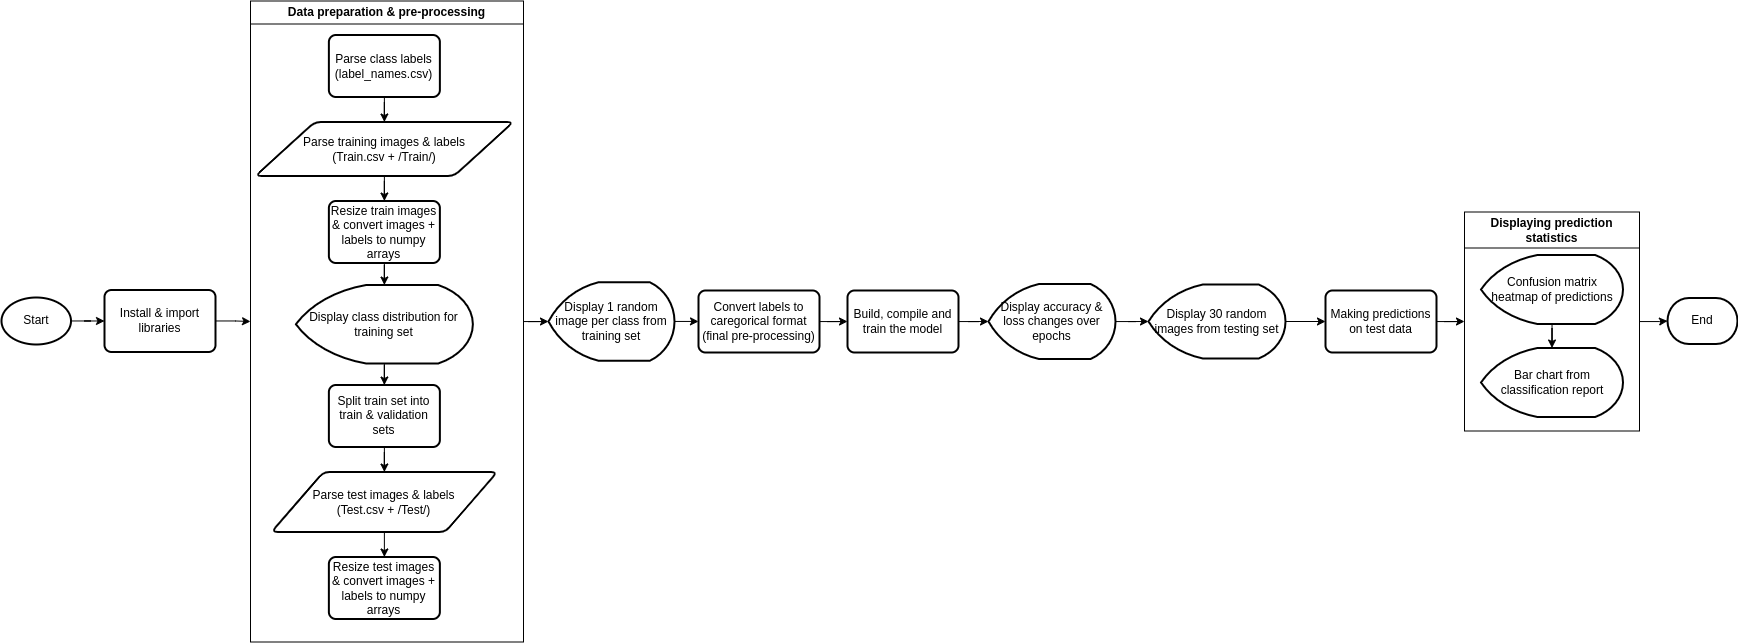 Start
Install & import
libraries
Data preparation & pre-processing
Parse class labels
(label_names.csv)
Parse training images & labels
(Train.csv + /Train/)
Resize train images
& convert images +
labels to numpy
arrays
Display class distribution for
training set
Split train set into
train & validation
sets
Parse test images & labels
(Test.csv + /Test/)
Resize test images
& convert images +
labels to numpy
arrays
Display 1 random
image per class from
training set
Convert labels to
caregorical format
(final pre-processing)
Build, compile and
train the model
Display accuracy &
loss changes over
epochs
Display 30 random
images from testing set
Making predictions
on test data
Displaying prediction
statistics
Confusion matrix
heatmap of predictions
Bar chart from
classification report
End